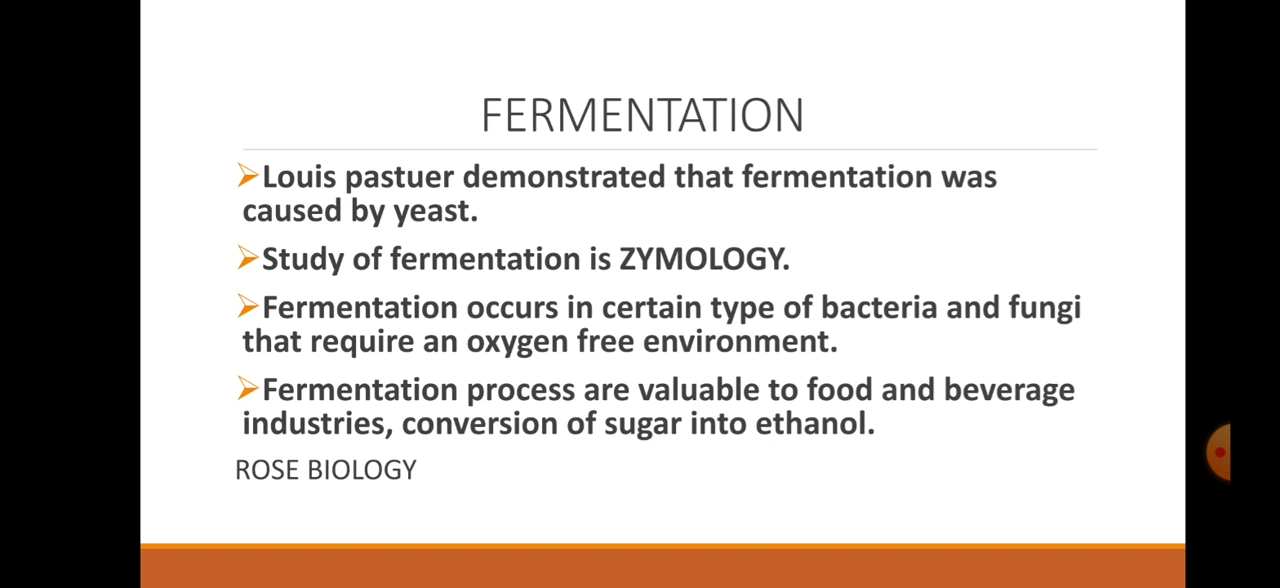 FERMENTATION
➢Louis pastuer demonstrated that fermentation was
caused by yeast.
➢Study of fermentation is ZYMOLOGY.
➢Fermentation occurs in certain type of bacteria and fungi
that require an oxygen free environment.
➢Fermentation process are valuable to food and beverage
industries, conversion of sugar into ethanol.
ROSE BIOLOGY